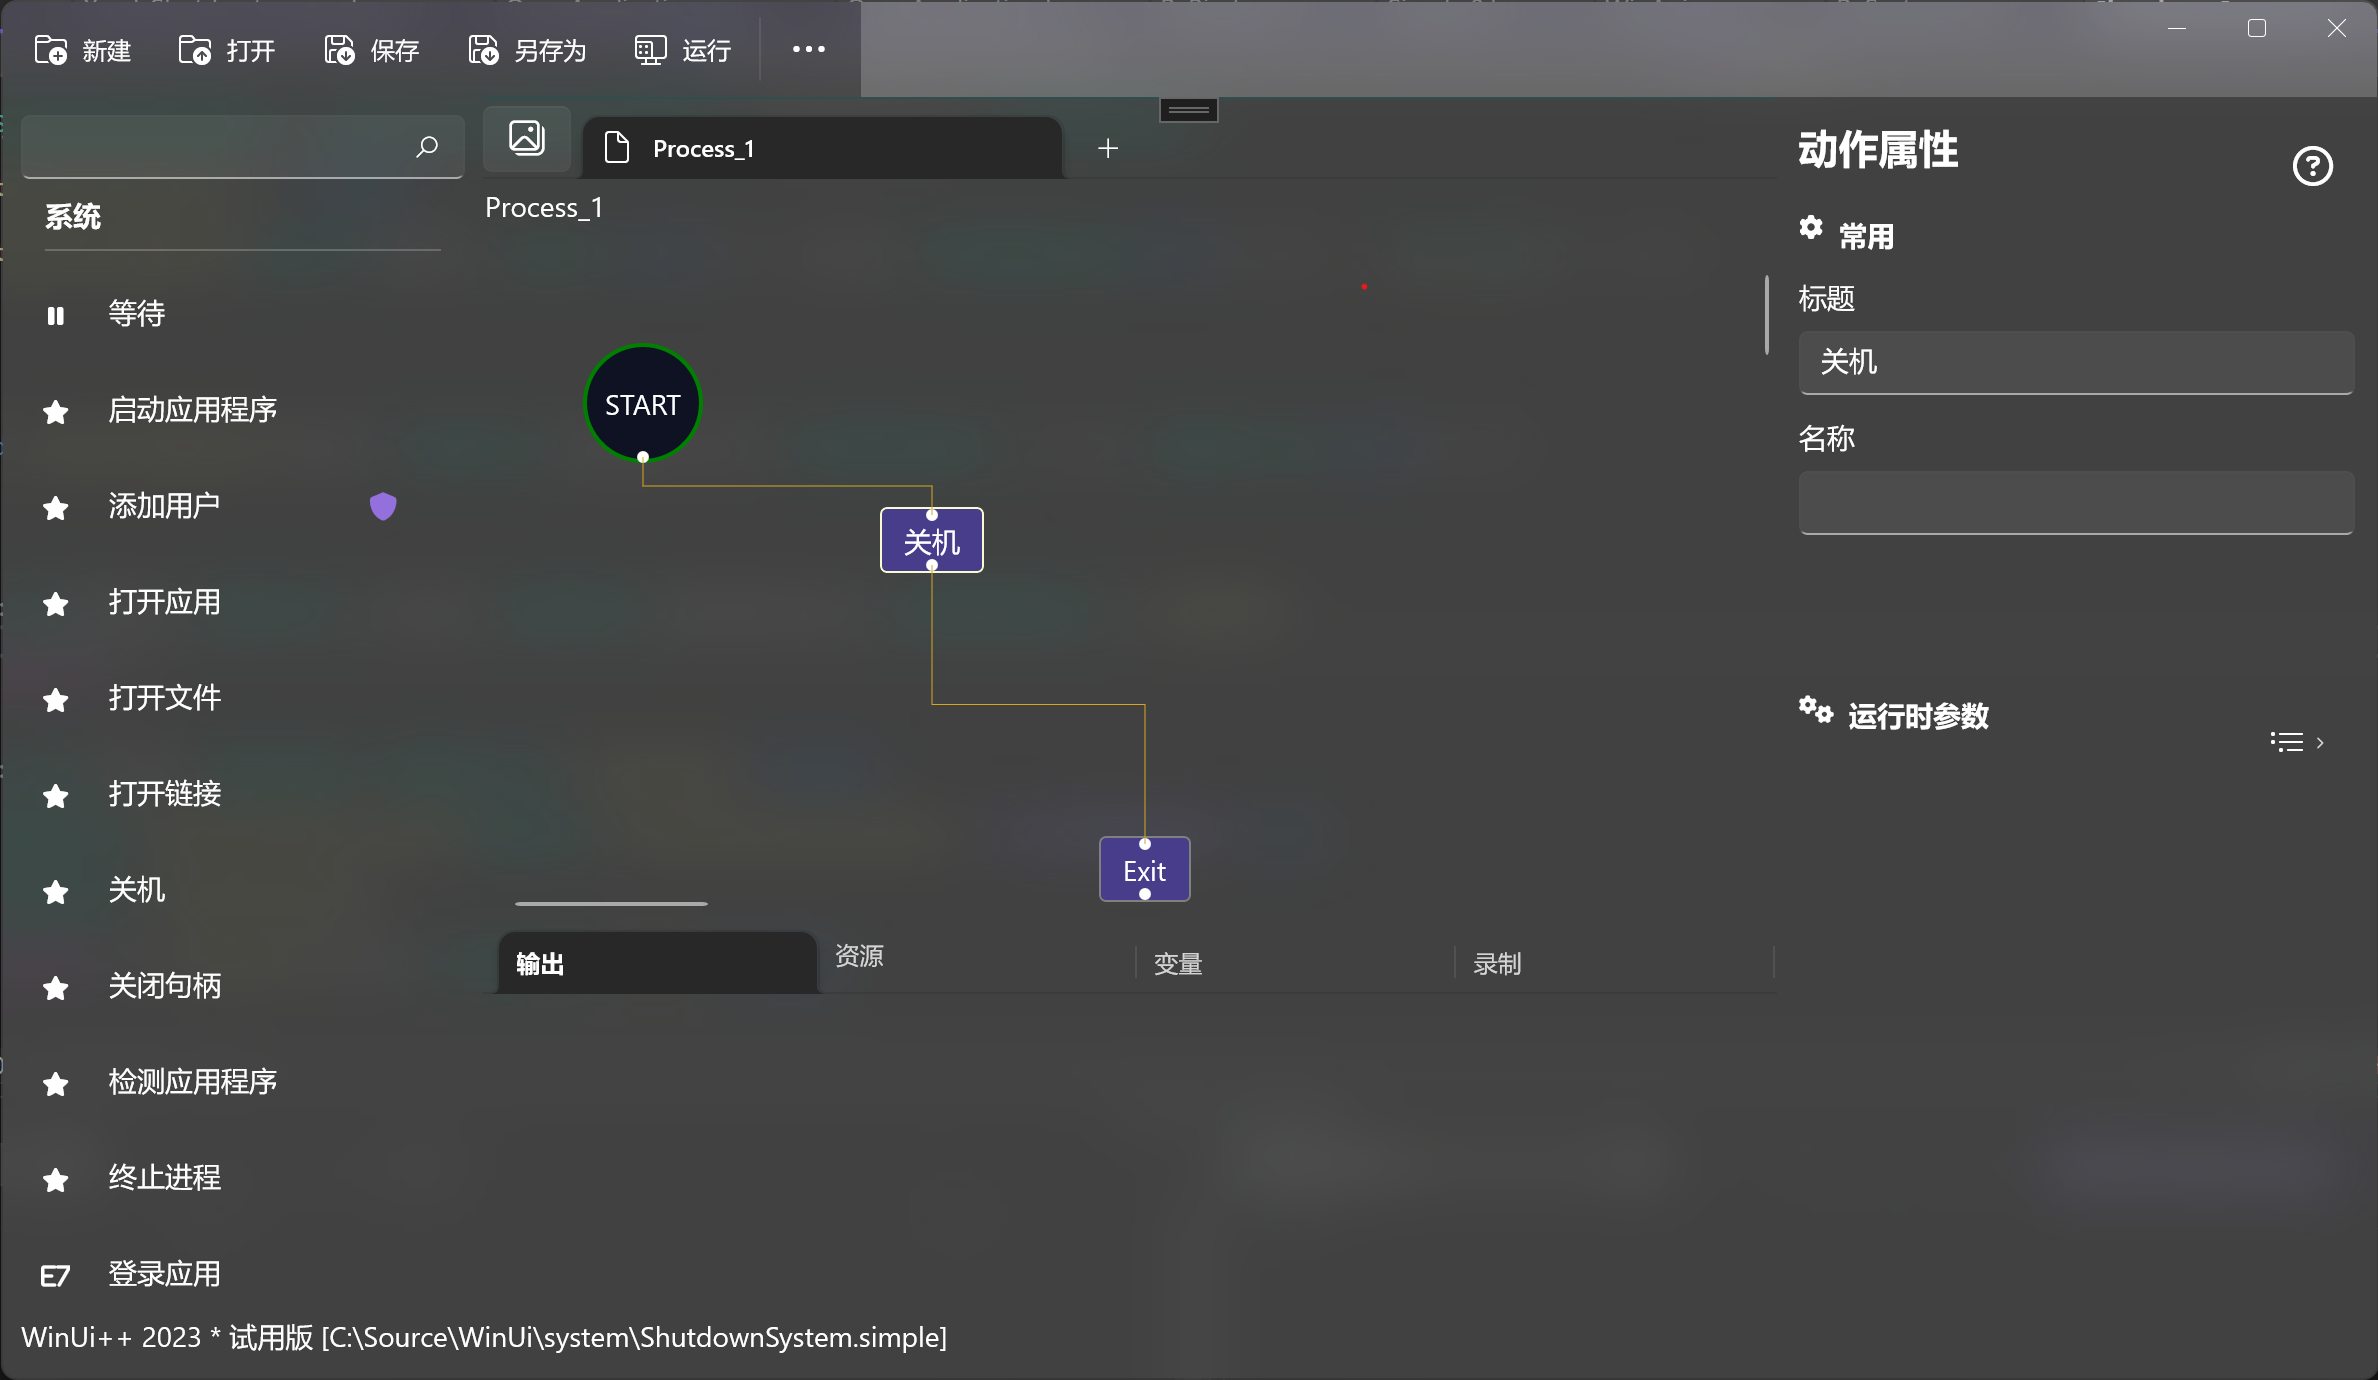 新建 打开 保存 另存为 运行
Process_1
Process_1
系统
等待
启动应用程序
添加用户
打开应用
打开文件
打开链接
关机
关闭句柄
检测应用程序
终止进程
E7 登录应用
START
关机
Exit
输出 资源 变量 录制
动作属性
常用
标题
关机
名称
运行时参数
WinUi++ 2023 * 试用版 [C:\Source\WinUi\system\ShutdownSystem.simple]